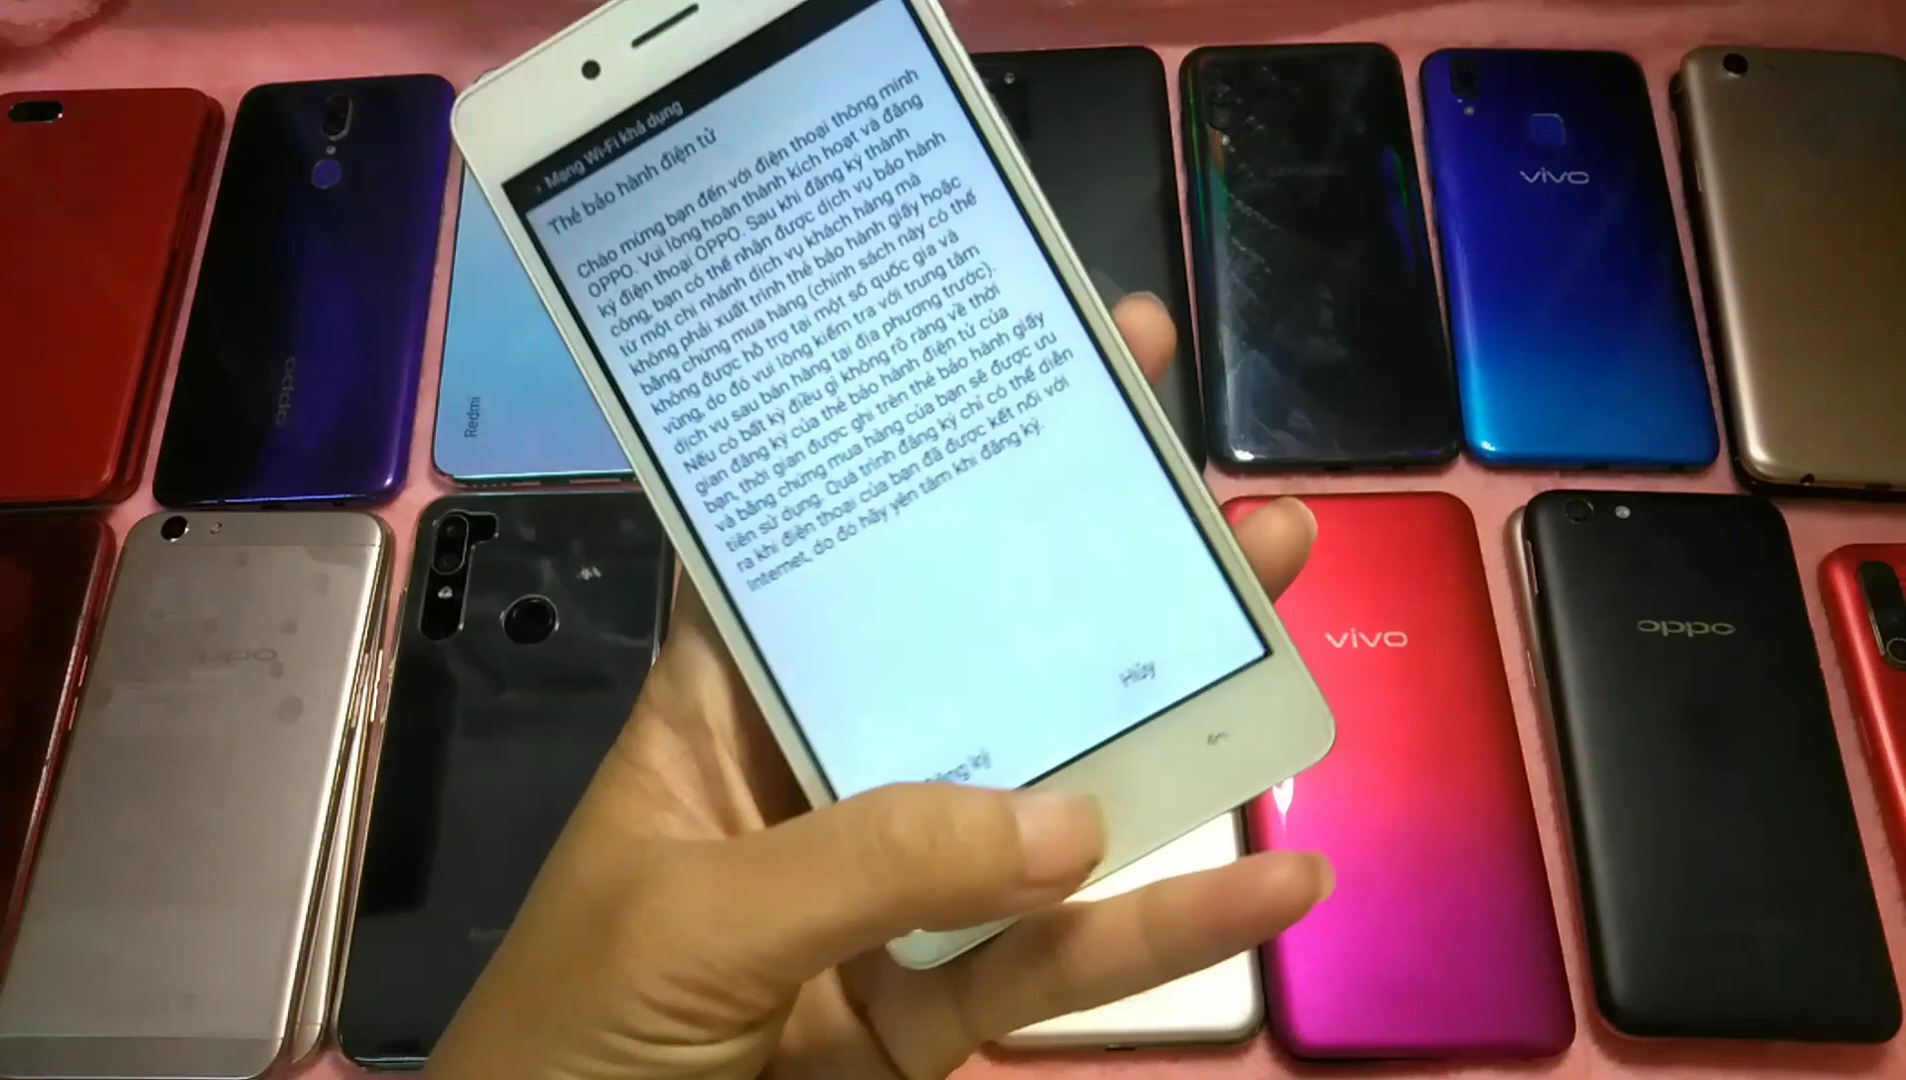 Mạng Wi-Fi khả dụng
Thẻ bảo hành điện tử
Chào mừng bạn đến với điện thoại thông minh
OPPO. Vui lòng hoàn thành kích hoạt và đăng
ký điện thoại OPPO. Sau khi đăng ký thành
công, bạn có thể nhận được dịch vụ bảo hành
từ một chi nhánh dịch vụ khách hàng mà
không phải xuất trình thẻ bảo hành giấy hoặc
bằng chứng mua hàng (chính sách này có thể
không được hỗ trợ tại một số quốc gia và
vùng, do đó vui lòng kiểm tra với trung tâm
dịch vụ sau bán hàng tại địa phương trước).
Nếu có bất kỳ điều gì không rõ ràng về thời
gian đăng ký của thẻ bảo hành điện tử của
bạn, thời gian được ghi trên thẻ bảo hành giấy
và bằng chứng mua hàng của bạn sẽ được ưu
tiên sử dụng. Quá trình đăng ký chỉ có thể diễn
ra khi điện thoại của bạn đã được kết nối với
Internet, do đó hãy yên tâm khi đăng ký.
Hủy
ký
oppo
Redmi
vivo
oppo
vivo
oppo